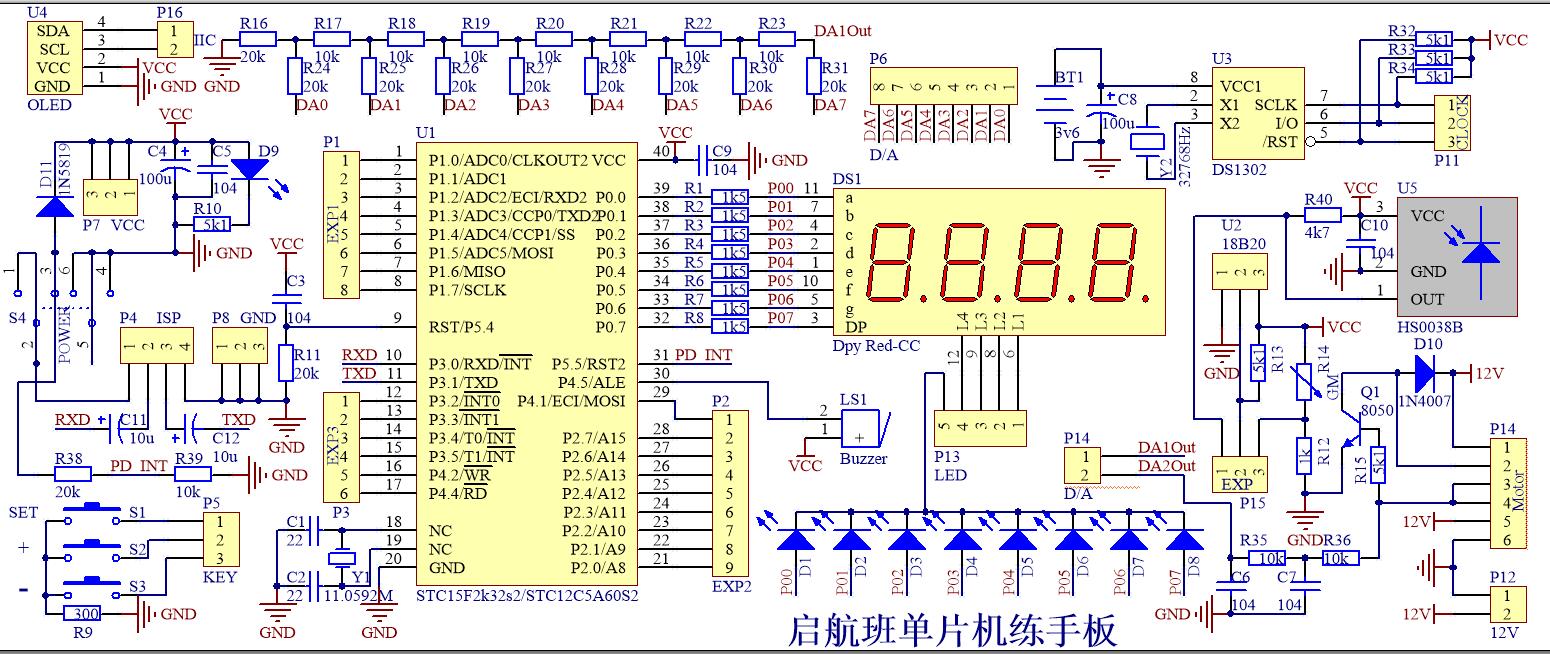 U4
SDA 4
SCL 3
VCC 2
GND 1
OLED
P16
1
2
IIC
VCC
GND
GND
R16 R17 R18 R19 R20 R21 R22 R23 DA1Out
20k 10k 10k 10k 10k 10k 10k 10k
R24 R25 R26 R27 R28 R29 R30 R31
20k 20k 20k 20k 20k 20k 20k 20k
DA0 DA1 DA2 DA3 DA4 DA5 DA6 DA7
P6
8 7 6 5 4 3 2 1
DA7 DA6 DA5 DA4 DA3 DA2 DA1 DA0
D/A
BT1
3v6
C8
100u
Y2
32768Hz
U3
8 VCC1
2 X1 SCLK 7
3 X2 I/O 6
/RST 5
DS1302
R32 5k1 VCC
R33 5k1
R34 5k1
1
2
3
CLOCK
P11
VCC
D11
1N5819
3 2 1
P7 VCC
C4
100u
C5
104
D9
R10
5k1
GND
1 3 6 4
S4
2 5
POWER
VCC
C3
104
P4 ISP
1 2 3 4
P8 GND
1 2 3
R11
20k
GND
RXD C11
10u
C12
10u
TXD
R38
20k
PD INT
R39
10k
GND
SET S1
+ S2
- S3
P5
1
2
3
KEY
300
R9
GND
P1
1
2
3
4
5
6
7
8
EXP1
U1
1 P1.0/ADC0/CLKOUT2 VCC 40
2 P1.1/ADC1
3 P1.2/ADC2/ECI/RXD2 P0.0 39
4 P1.3/ADC3/CCP0/TXD2 P0.1 38
5 P1.4/ADC4/CCP1/SS P0.2 37
6 P1.5/ADC5/MOSI P0.3 36
7 P1.6/MISO P0.4 35
8 P1.7/SCLK P0.5 34
P0.6 33
9 RST/P5.4 P0.7 32
RXD 10 P3.0/RXD/INT P5.5/RST2 31 PD INT
TXD 11 P3.1/TXD P4.5/ALE 30
12 P3.2/INT0 P4.1/ECI/MOSI 29
13 P3.3/INT1
14 P3.4/T0/INT P2.7/A15 28
15 P3.5/T1/INT P2.6/A14 27
16 P4.2/WR P2.5/A13 26
17 P4.4/RD P2.4/A12 25
P2.3/A11 24
18 NC P2.2/A10 23
19 NC P2.1/A9 22
20 GND P2.0/A8 21
STC15F2k32s2/STC12C5A60S2
1
2
3
4
5
6
EXP3
P3
C1
22
C2
22
Y1
11.0592M
GND
GND
VCC
C9
104
GND
R1 1k5 P00 11 a
R2 1k5 P01 7 b
R3 1k5 P02 4 c
R4 1k5 P03 2 d
R5 1k5 P04 1 e
R6 1k5 P05 10 f
R7 1k5 P06 5 g
R8 1k5 P07 3 DP
DS1
8.8.8.8.
L4 L3 L2 L1
Dpy Red-CC
12 9 8 6
P2
1
2
3
4
5
6
7
8
9
EXP2
LS1
2
1
+
VCC
Buzzer
5 4 3 2 1
P13
LED
P14
1
2
D/A
DA1Out
DA2Out
D1 D2 D3 D4 D5 D6 D7 D8
P00 P01 P02 P03 P04 P05 P06 P07
启航班单片机练手板
U2
18B20
1 2 3
GND
R40
4k7
VCC
C10
104
U5
3 VCC
2 GND
1 OUT
HS0038B
VCC
R13
5k1
R14
GM
R12
1k
1 2 3
EXP
P15
GND
Q1
8050
R15
5k1
D10
1N4007
12V
P14
1
2
3
4
5
6
Motor
12V
R35
10k
R36
10k
C6
104
C7
104
GND
P12
1
2
12V
12V